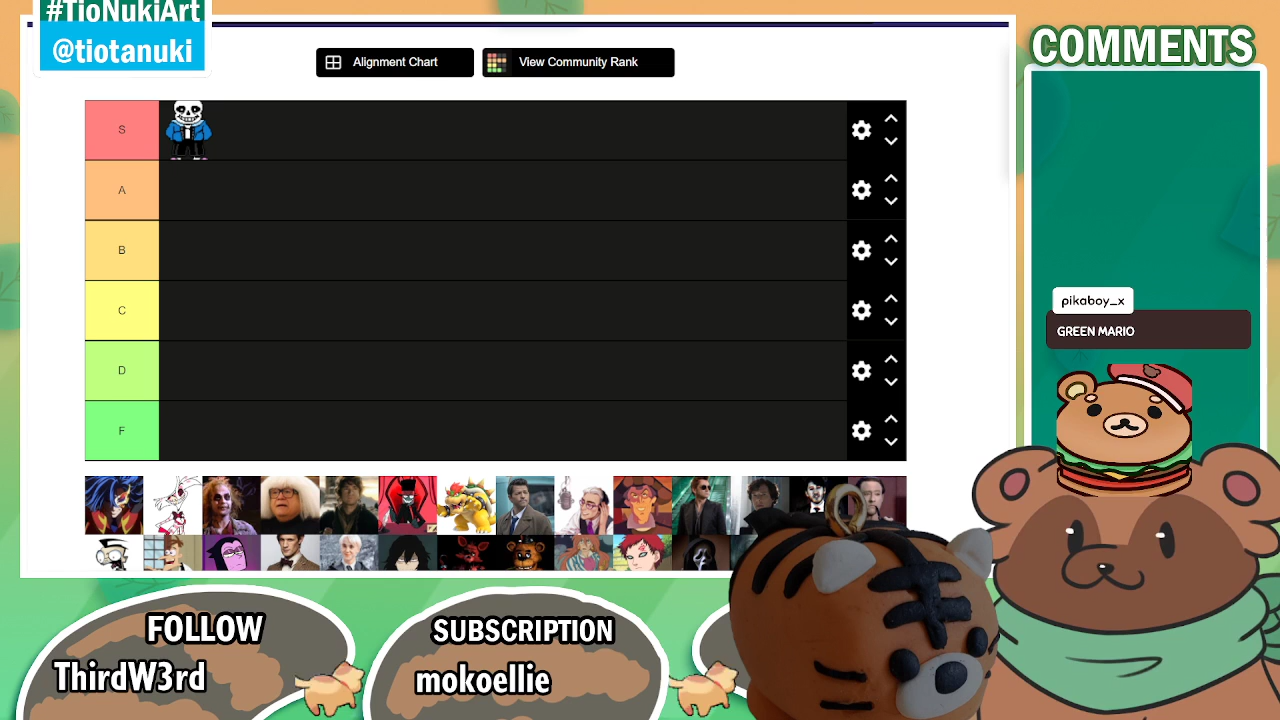 #TioNukiArt
@tiotanuki
Alignment Chart
View Community Rank
COMMENTS
S
A
B
C
D
F
pikaboy_x
GREEN MARIO
FOLLOW
ThirdW3rd
SUBSCRIPTION
mokoellie